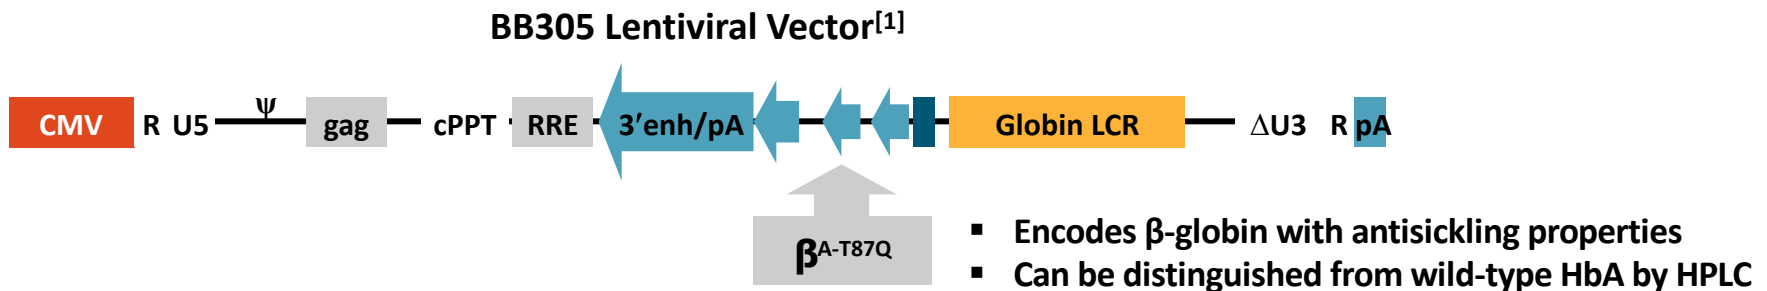 BB305 Lentiviral Vector[1]
CMV R U5 ψ gag cPPT RRE 3′enh/pA Globin LCR ΔU3 R pA
βA-T87Q
▪ Encodes β-globin with antisickling properties
▪ Can be distinguished from wild-type HbA by HPLC